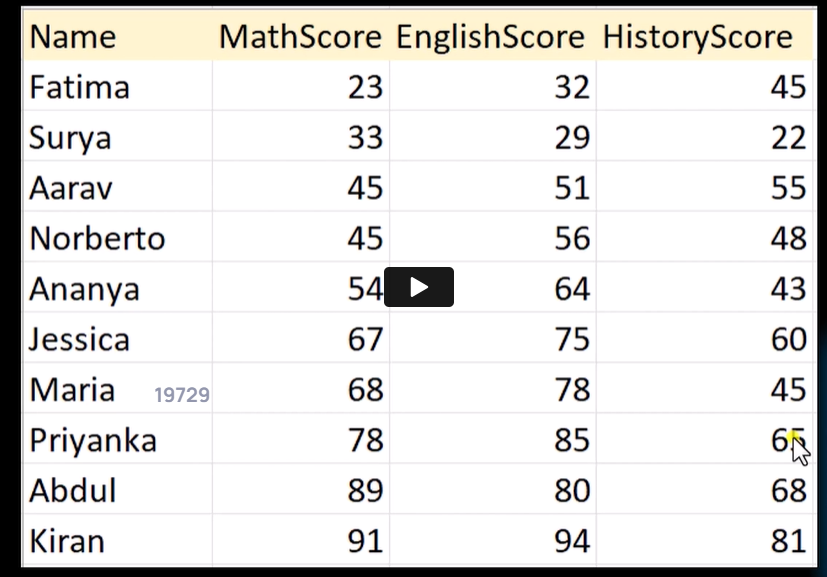 Name MathScore EnglishScore HistoryScore
Fatima 23 32 45
Surya 33 29 22
Aarav 45 51 55
Norberto 45 56 48
Ananya 54 64 43
Jessica 67 75 60
Maria 19729 68 78 45
Priyanka 78 85 65
Abdul 89 80 68
Kiran 91 94 81